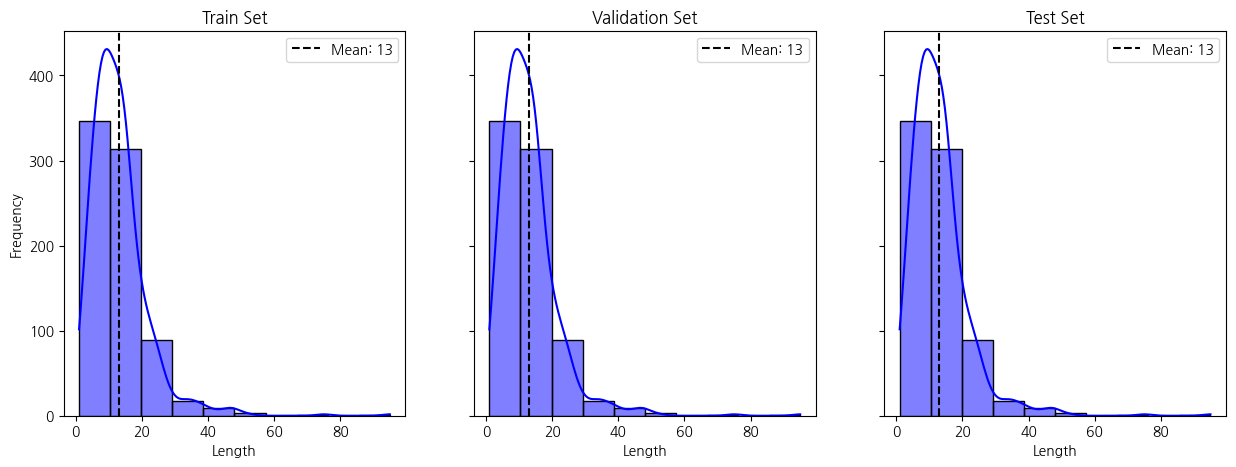 Train Set
Validation Set
Test Set
Mean: 13
Mean: 13
Mean: 13
Frequency
400
300
200
100
0
0 20 40 60 80
0 20 40 60 80
0 20 40 60 80
Length
Length
Length